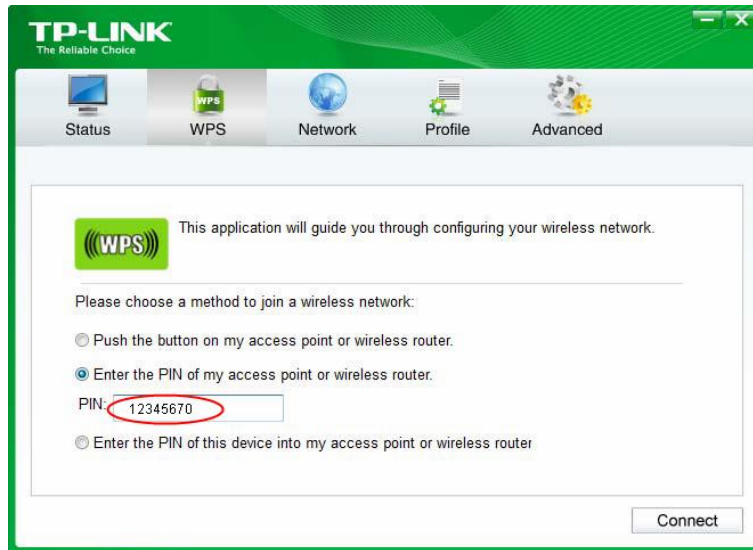 TP-LINK
The Reliable Choice
Status WPS Network Profile Advanced
WPS
(((WPS)))
This application will guide you through configuring your wireless network.
Please choose a method to join a wireless network:
Push the button on my access point or wireless router.
Enter the PIN of my access point or wireless router.
PIN: 12345670
Enter the PIN of this device into my access point or wireless router
Connect